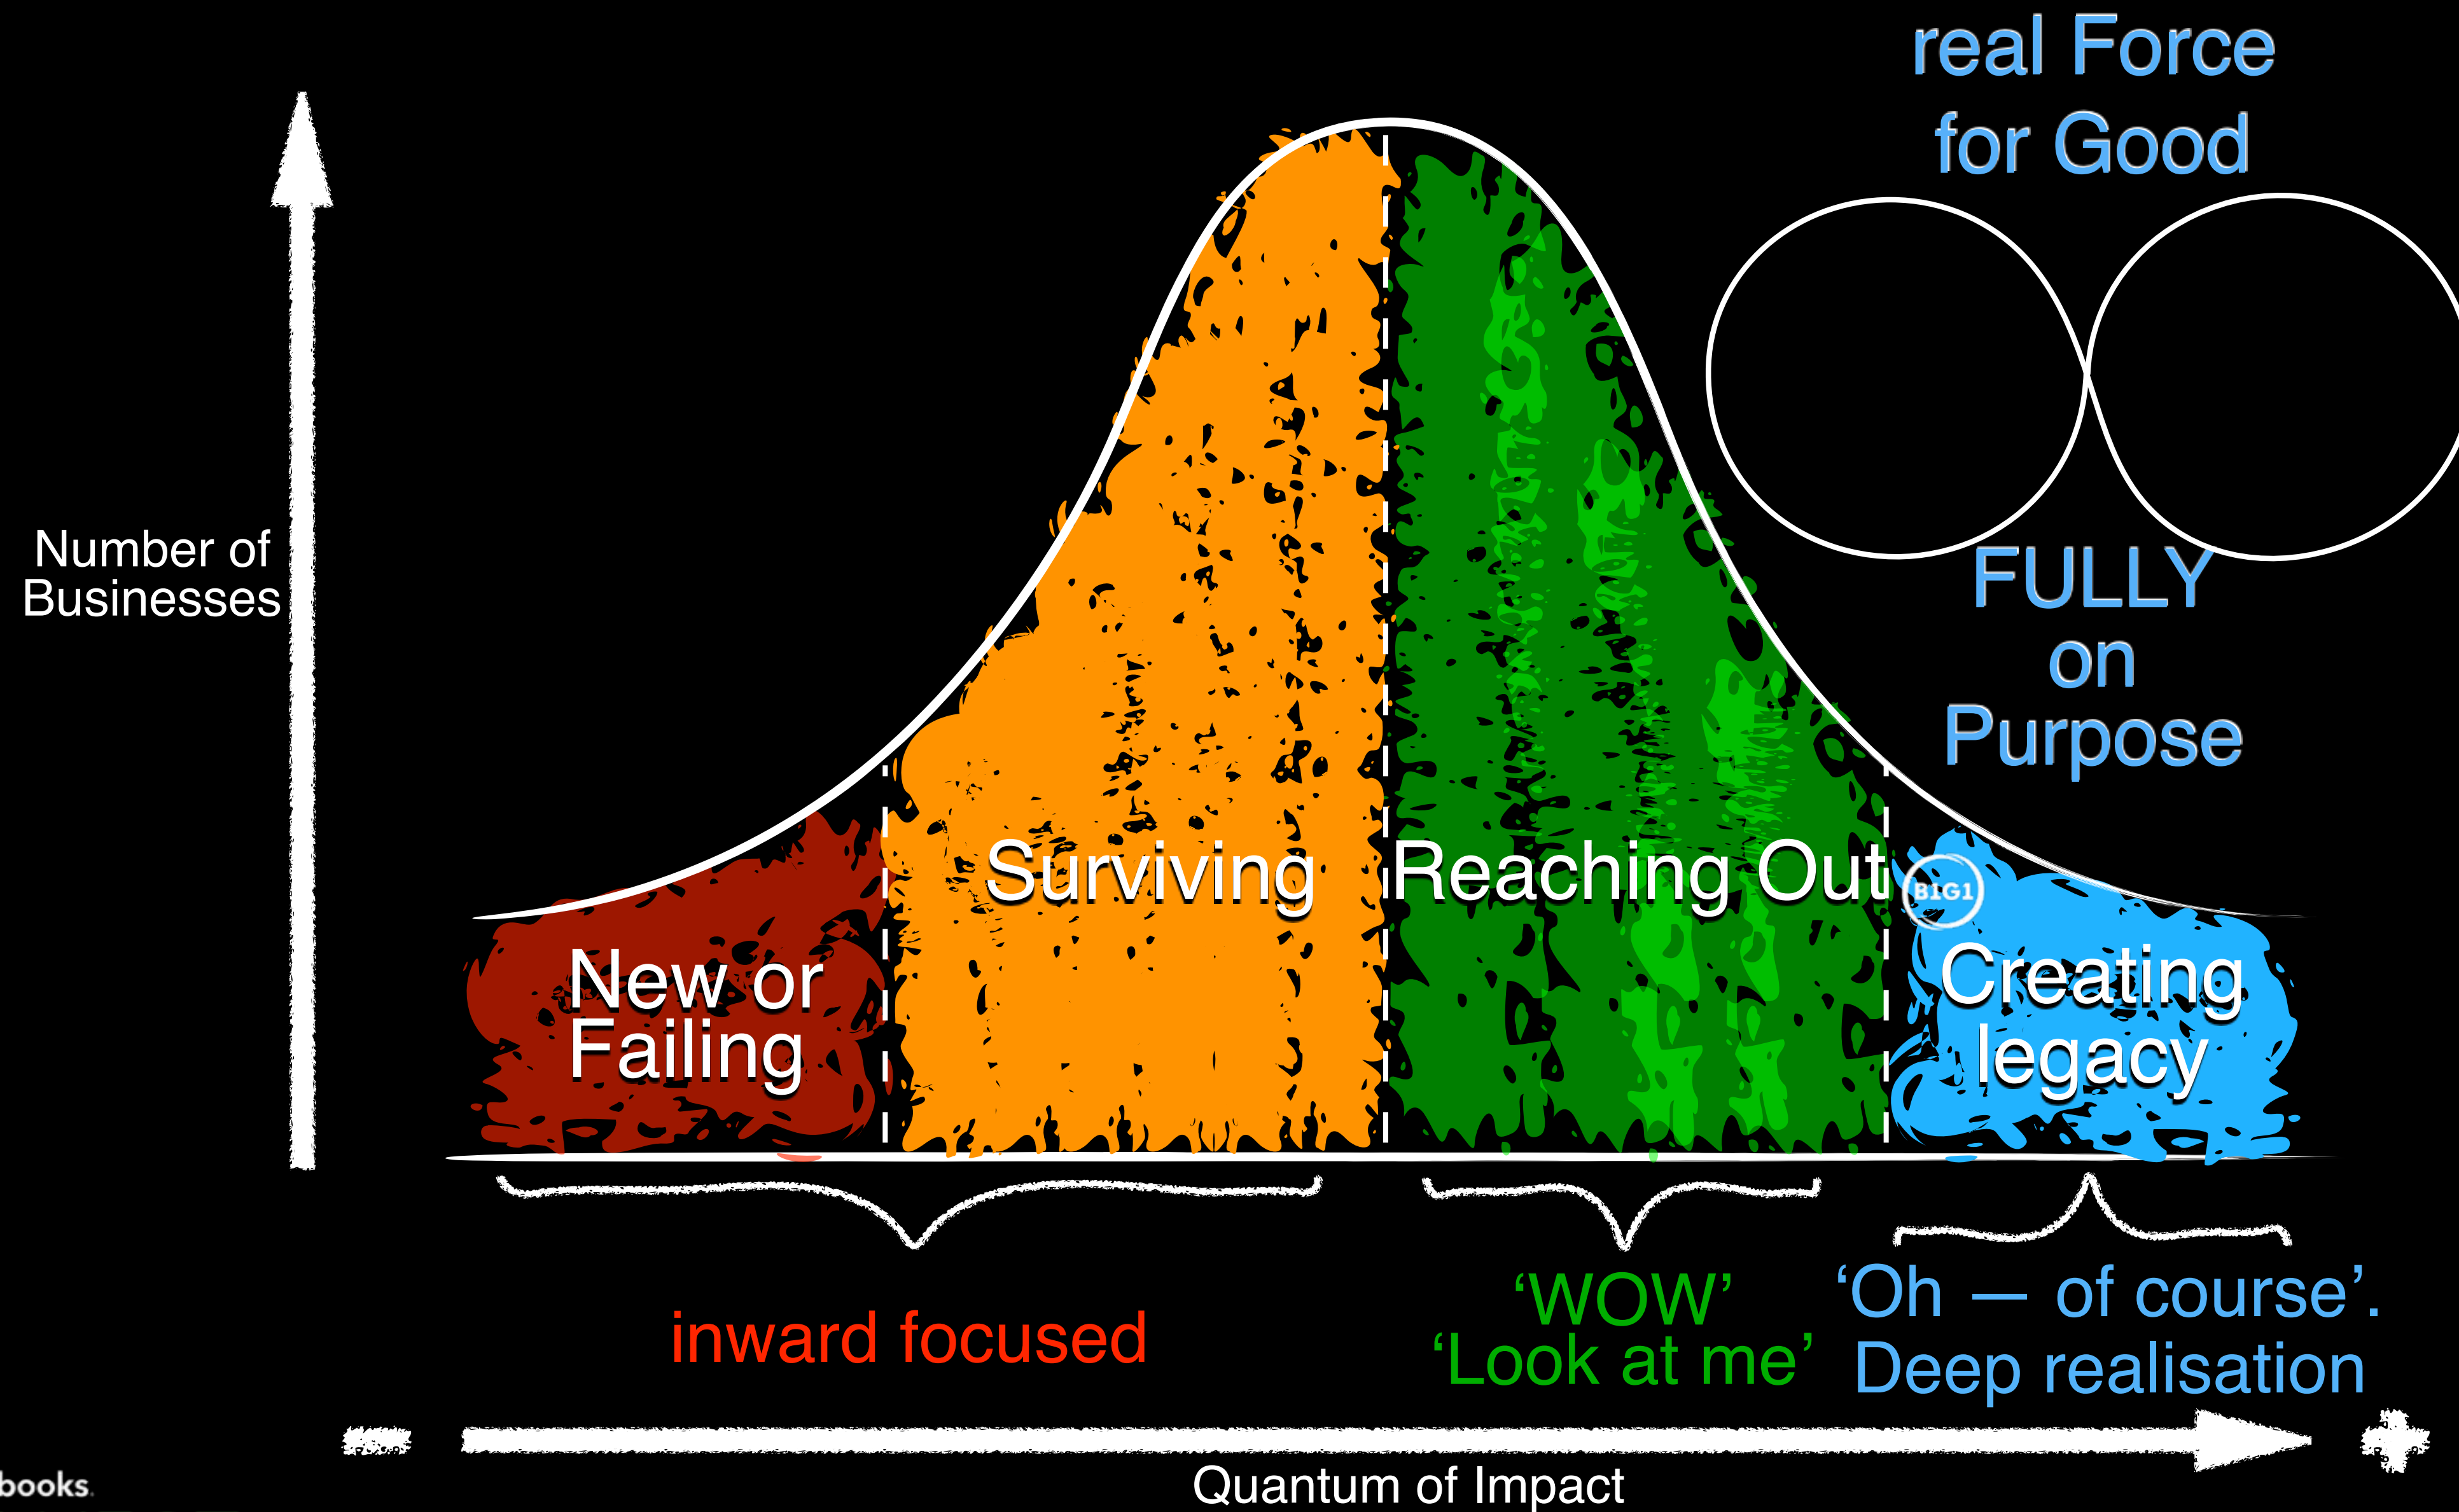 real Force
for Good
FULLY
on
Purpose
Number of
Businesses
Surviving
Reaching Out
B1G1
New or
Failing
Creating
legacy
inward focused
‘WOW’
‘Look at me’
‘Oh — of course’.
Deep realisation
Quantum of Impact
books.